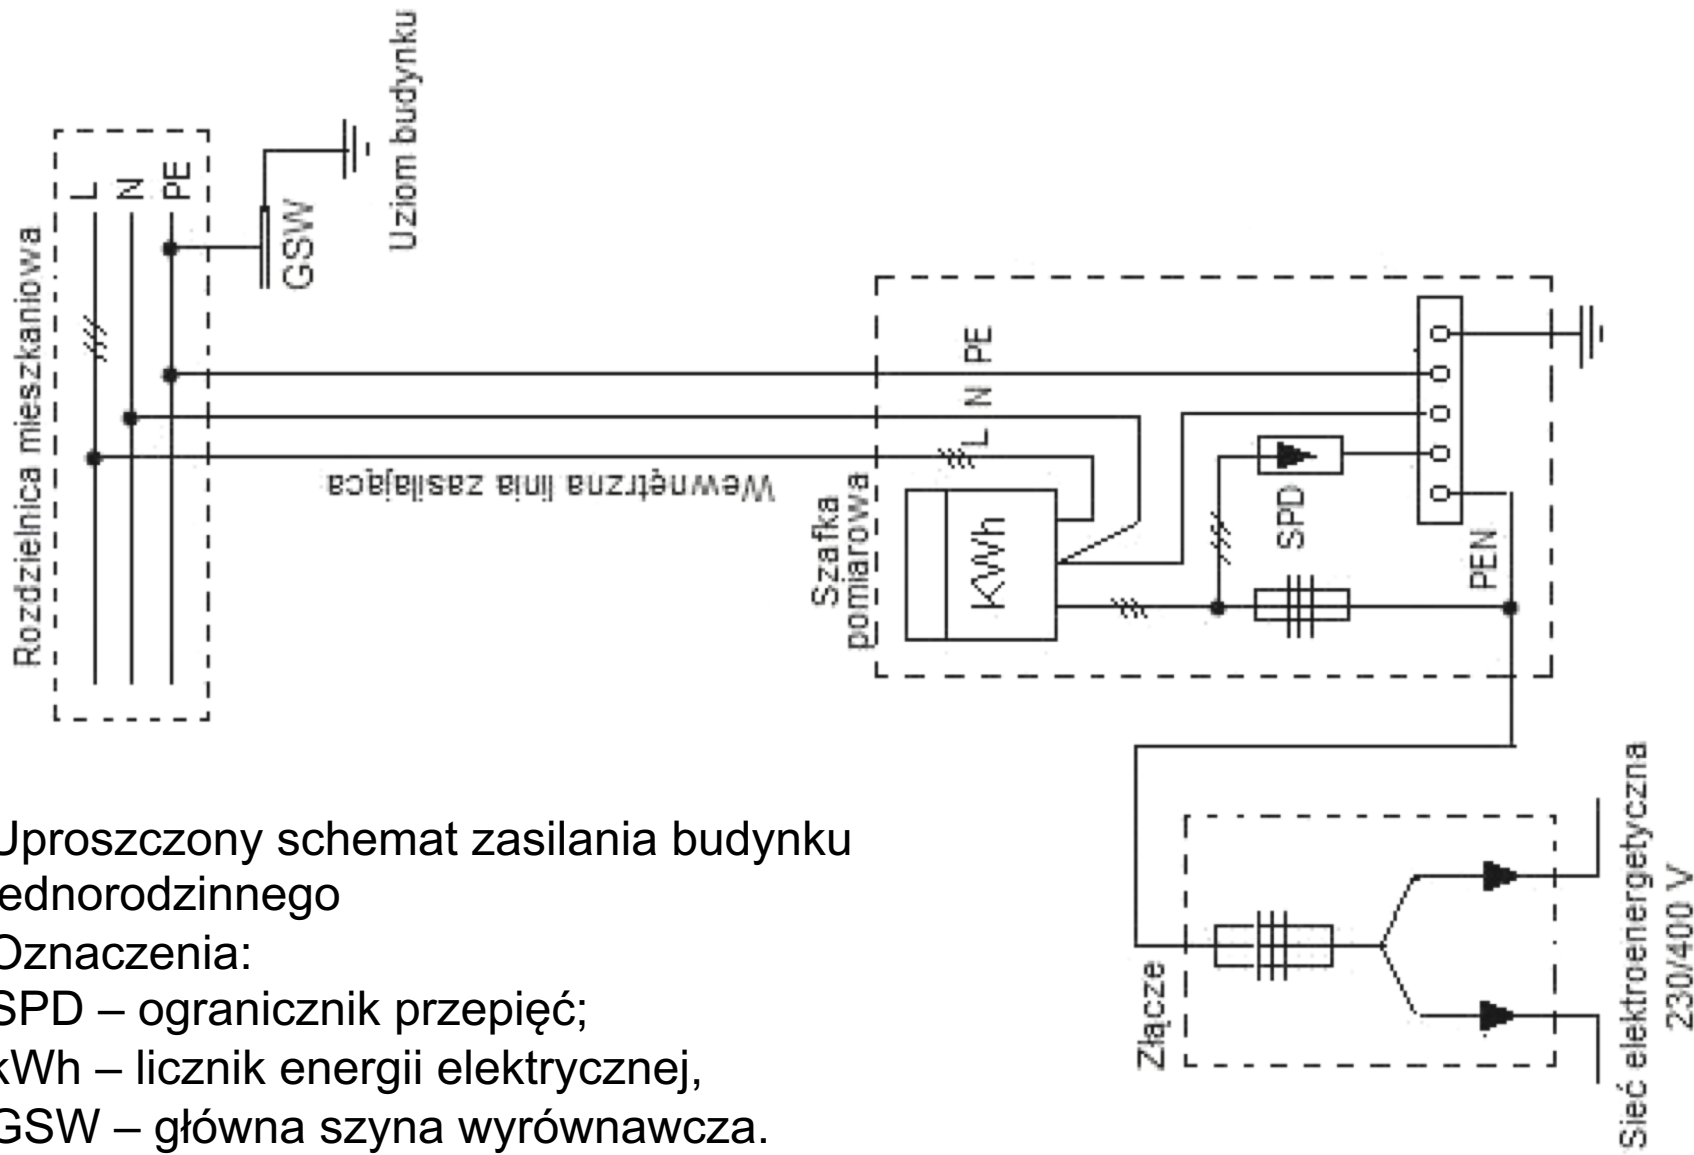 Rozdzielnica mieszkaniowa
L
N
PE
GSW
Uziom budynku
Wewnętrzna linia zasilająca
L N PE
Szafka
pomiarowa
KWh
SPD
PEN
Złącze
Sieć elektroenergetyczna
230/400 V
Uproszczony schemat zasilania budynku
jednorodzinnego
Oznaczenia:
SPD – ogranicznik przepięć;
kWh – licznik energii elektrycznej,
GSW – główna szyna wyrównawcza.